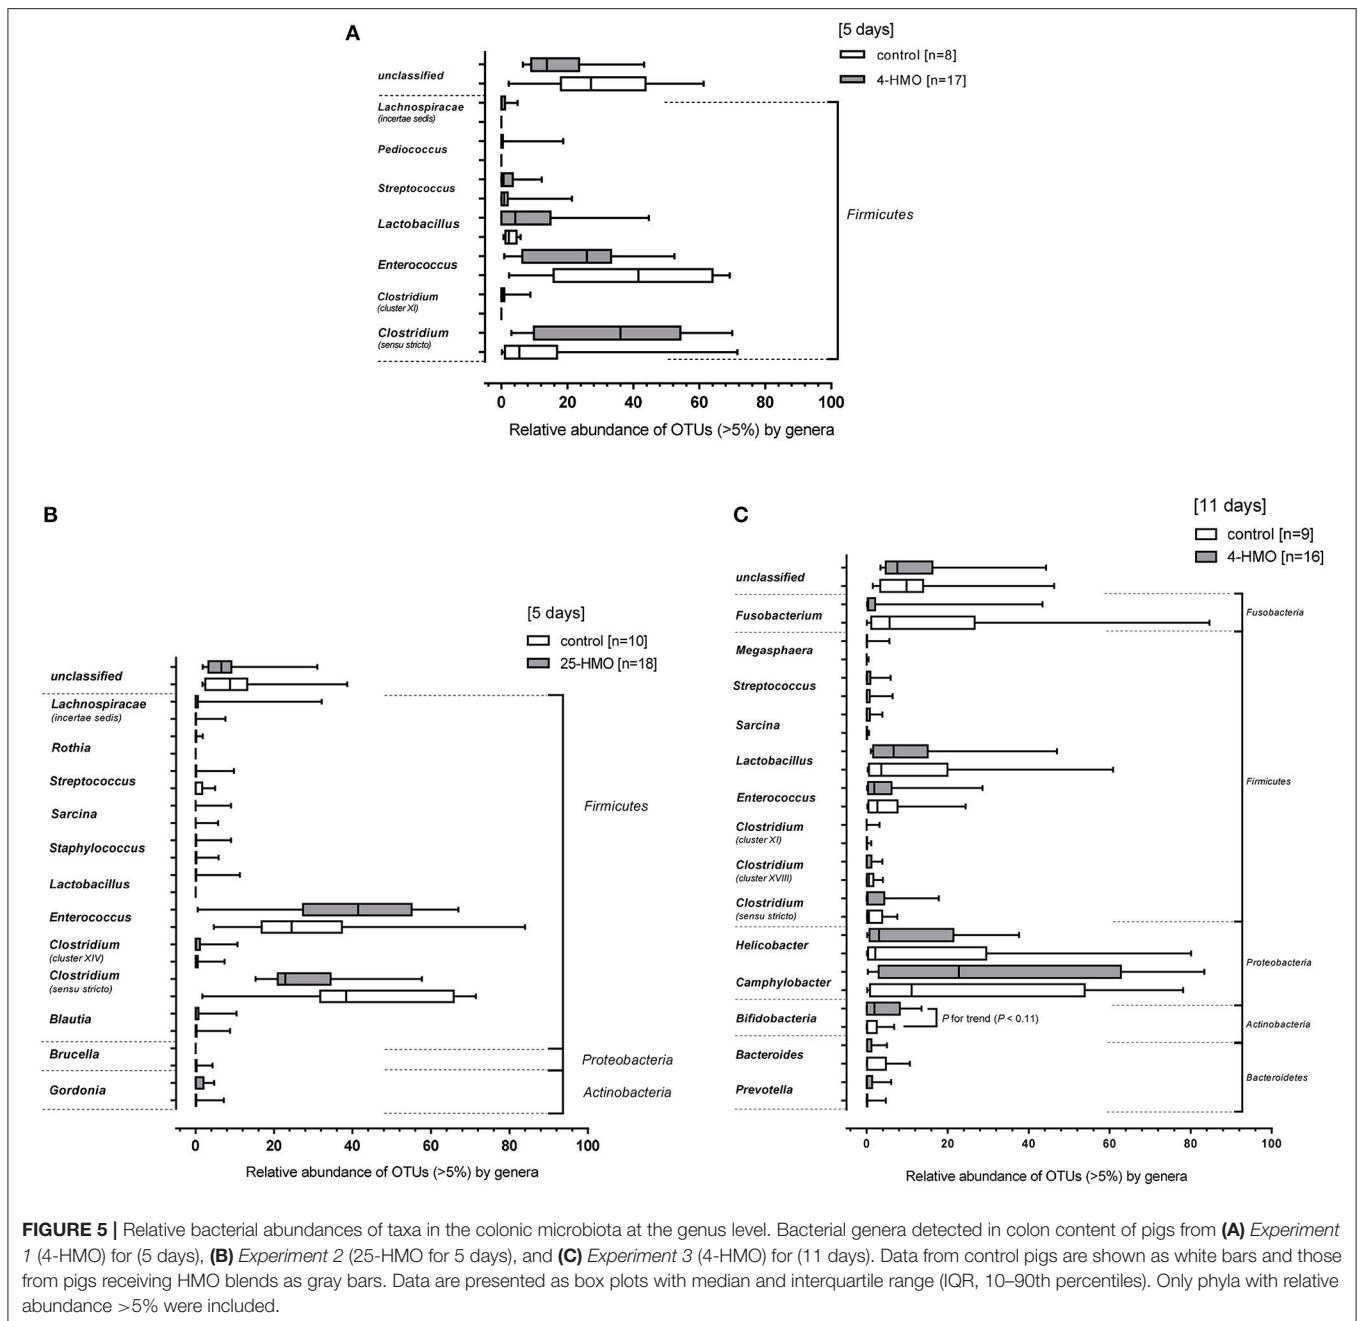 A
[5 days]
control [n=8]
4-HMO [n=17]
unclassified
Lachnospiracae
(incertae sedis)
Pediococcus
Streptococcus
Lactobacillus
Enterococcus
Clostridium
(cluster XI)
Clostridium
(sensu stricto)
Firmicutes
0 20 40 60 80 100
Relative abundance of OTUs (>5%) by genera
B
[5 days]
control [n=10]
25-HMO [n=18]
unclassified
Lachnospiracae
(incertae sedis)
Rothia
Streptococcus
Sarcina
Staphylococcus
Lactobacillus
Enterococcus
Clostridium
(cluster XIV)
Clostridium
(sensu stricto)
Blautia
Brucella
Gordonia
Firmicutes
Proteobacteria
Actinobacteria
0 20 40 60 80 100
Relative abundance of OTUs (>5%) by genera
C
[11 days]
control [n=9]
4-HMO [n=16]
unclassified
Fusobacterium
Megasphaera
Streptococcus
Sarcina
Lactobacillus
Enterococcus
Clostridium
(cluster XI)
Clostridium
(cluster XVIII)
Clostridium
(sensu stricto)
Helicobacter
Camphylobacter
Bifidobacteria
P for trend (P < 0.11)
Bacteroides
Prevotella
Fusobacteria
Firmicutes
Proteobacteria
Actinobacteria
Bacteroidetes
0 20 40 60 80 100
Relative abundance of OTUs (>5%) by genera
FIGURE 5 | Relative bacterial abundances of taxa in the colonic microbiota at the genus level. Bacterial genera detected in colon content of pigs from (A) Experiment
1 (4-HMO) for (5 days), (B) Experiment 2 (25-HMO for 5 days), and (C) Experiment 3 (4-HMO) for (11 days). Data from control pigs are shown as white bars and those
from pigs receiving HMO blends as gray bars. Data are presented as box plots with median and interquartile range (IQR, 10–90th percentiles). Only phyla with relative
abundance >5% were included.